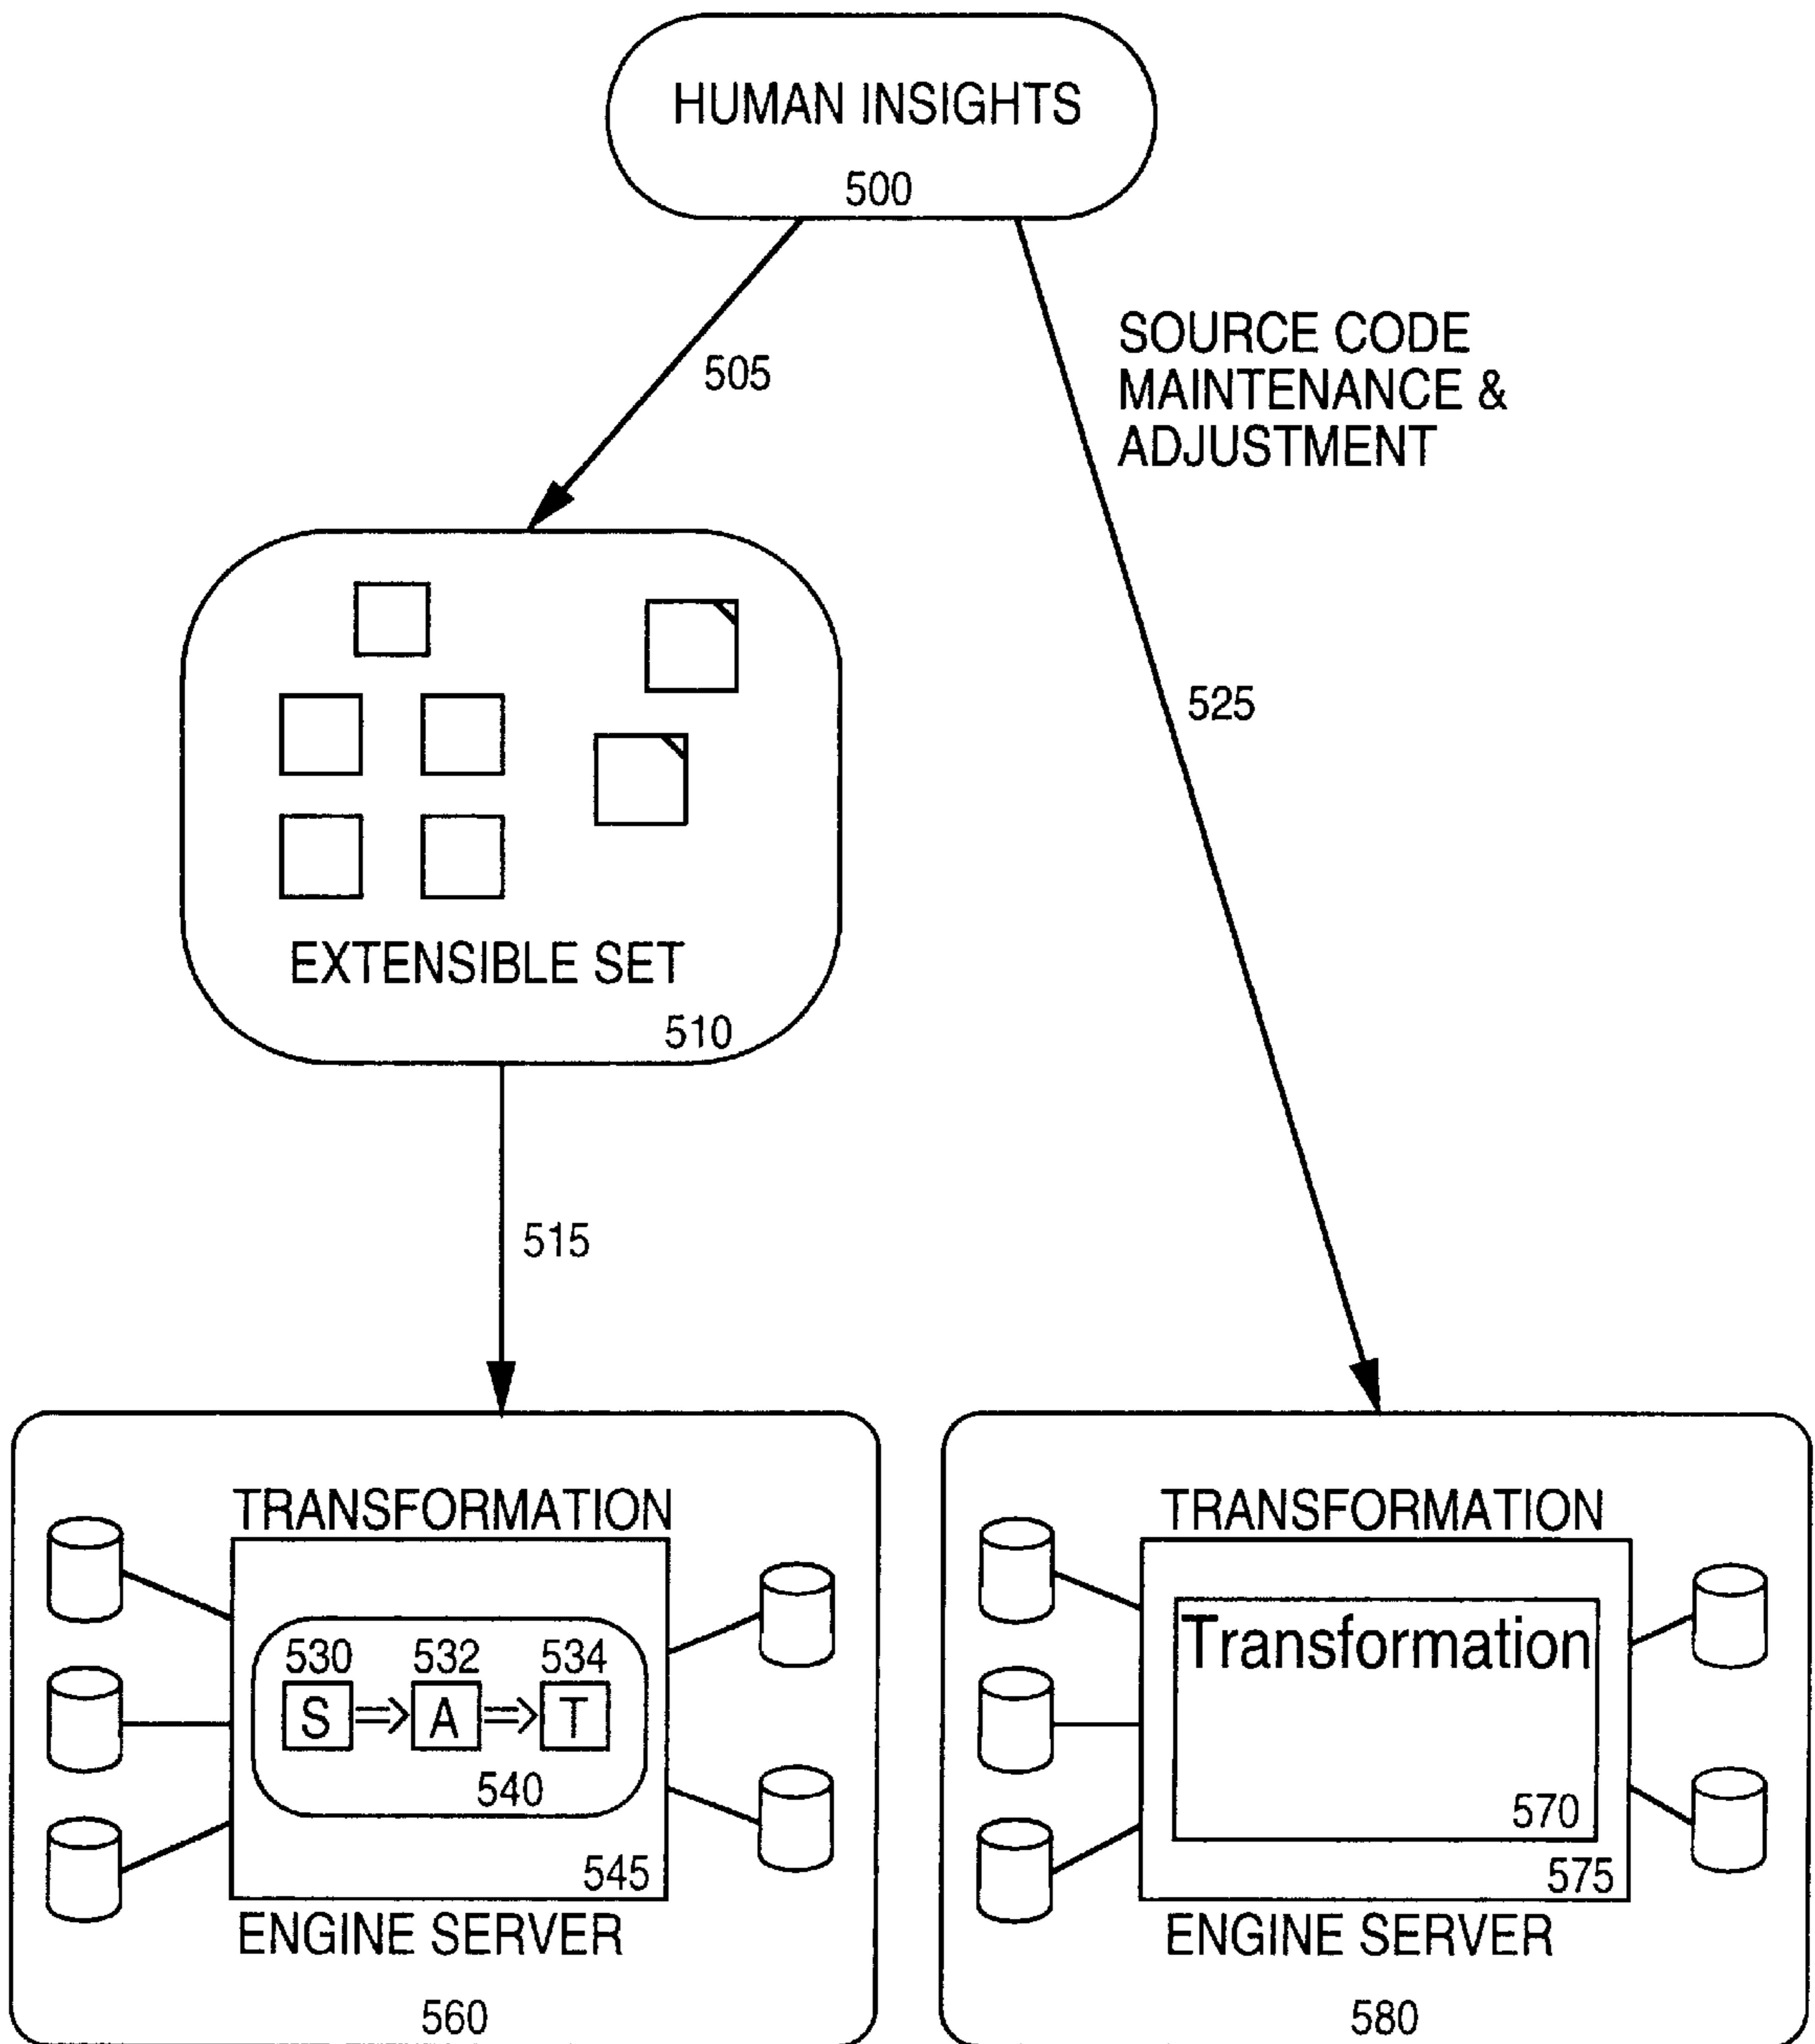 HUMAN INSIGHTS
500
505
SOURCE CODE
MAINTENANCE &
ADJUSTMENT
525
EXTENSIBLE SET
510
515
TRANSFORMATION
530 532 534
S ⇒ A ⇒ T
540
545
ENGINE SERVER
560
TRANSFORMATION
Transformation
570
575
ENGINE SERVER
580